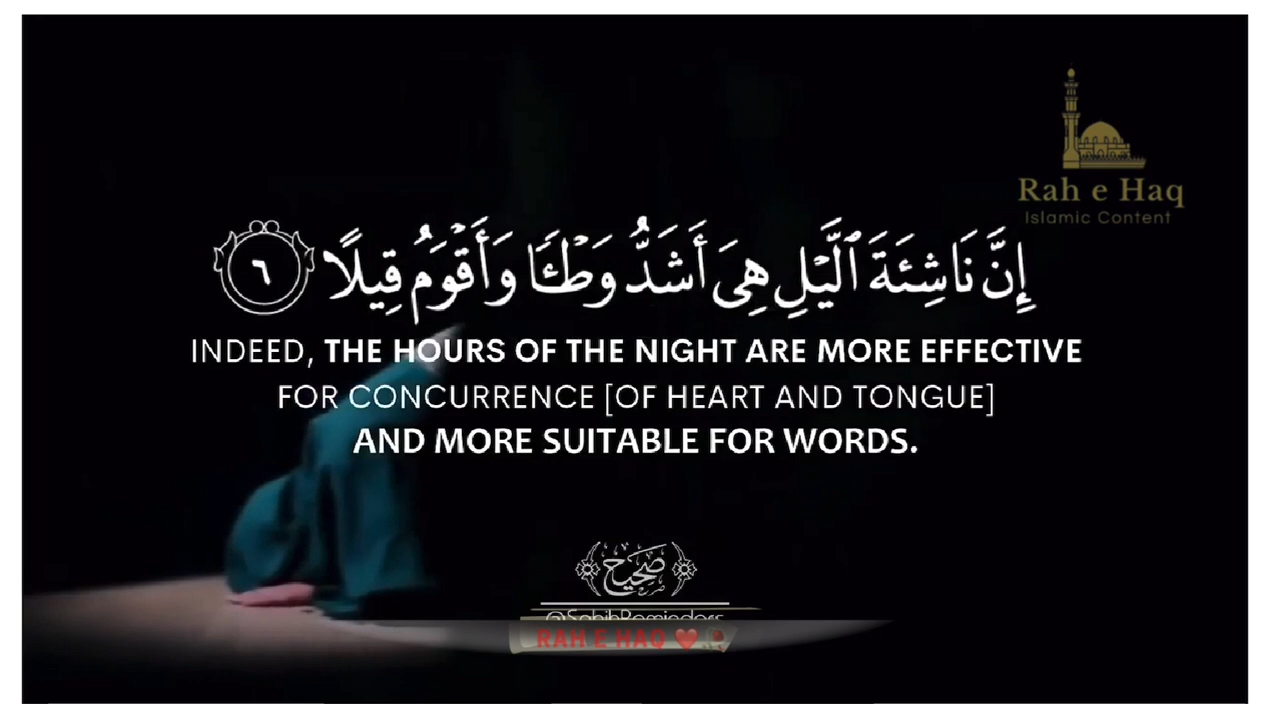 Rah e Haq
Islamic Content
إِنَّ نَاشِئَةَ ٱلَّيْلِ هِىَ أَشَدُّ وَطْـًٔا وَأَقْوَمُ قِيلًا ٦
INDEED, THE HOURS OF THE NIGHT ARE MORE EFFECTIVE
FOR CONCURRENCE [OF HEART AND TONGUE]
AND MORE SUITABLE FOR WORDS.
صحيح
@SahihReminders
RAH E HAQ ❤️🥀